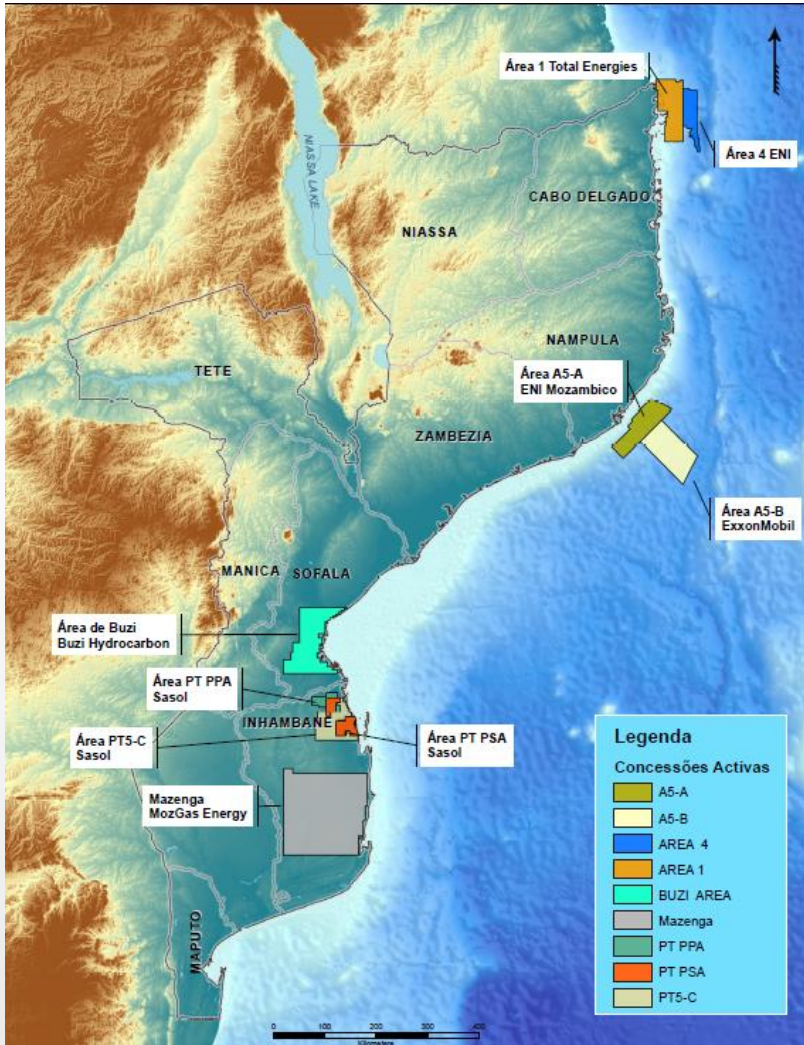 Área 1 Total Energies
Área 4 ENI
NIASSA LAKE
CABO DELGADO
NIASSA
NAMPULA
TETE
Área A5-A
ENI Mozambico
ZAMBEZIA
Área A5-B
ExxonMobil
MANICA
SOFALA
Área de Buzi
Buzi Hydrocarbon
Área PT PPA
Sasol
INHAMBANE
Área PT5-C
Sasol
Área PT PSA
Sasol
Mazenga
MozGas Energy
MAPUTO
Legenda
Concessões Activas
A5-A
A5-B
AREA 4
AREA 1
BUZI AREA
Mazenga
PT PPA
PT PSA
PT5-C
0 100 200 300 400
Kilometers